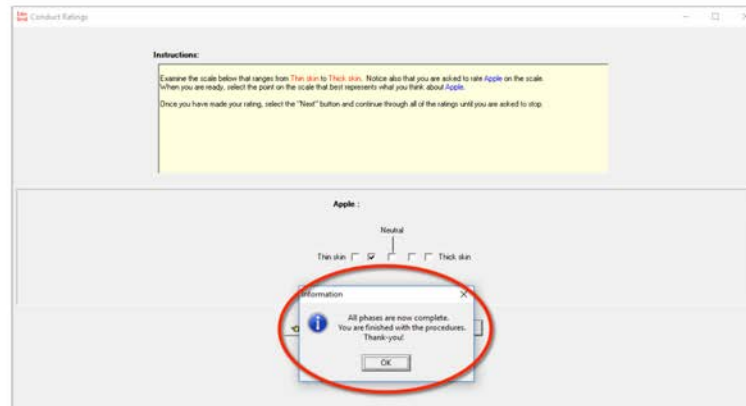 Conduct Ratings
Instructions:
Examine the scale below that ranges from Thin skin to Thick skin. Notice also that you are asked to rate Apple on the scale.
When you are ready, select the point on the scale that best represents what you think about Apple.
Once you have made your rating, select the "Next" button and continue through all of the ratings until you are asked to stop.
Apple :
Neutral
Thin skin Thick skin
Information
All phases are now complete.
You are finished with the procedures.
Thank-you!
OK